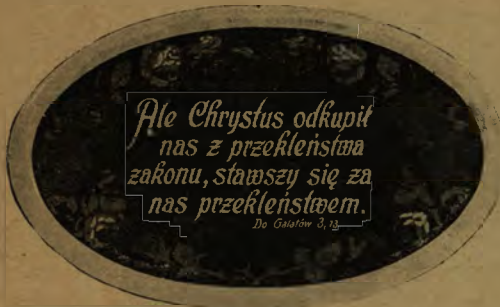 Ale Chrystus odkupił
nas z przekleństwa
zakonu, stawszy się za
nas przekleństwem.
Do Galatów 3, 13.